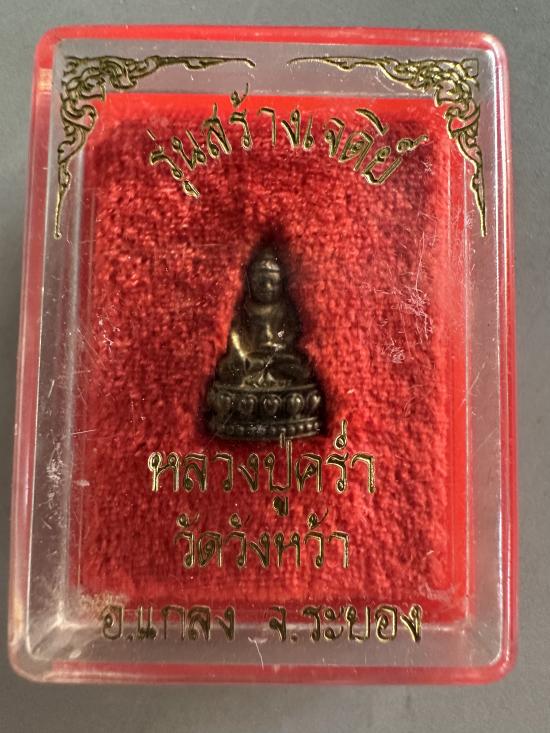 รุ่นสร้างเจดีย์
หลวงปู่คร่ำ
วัดวังหว้า
อ.แกลง จ.ระยอง